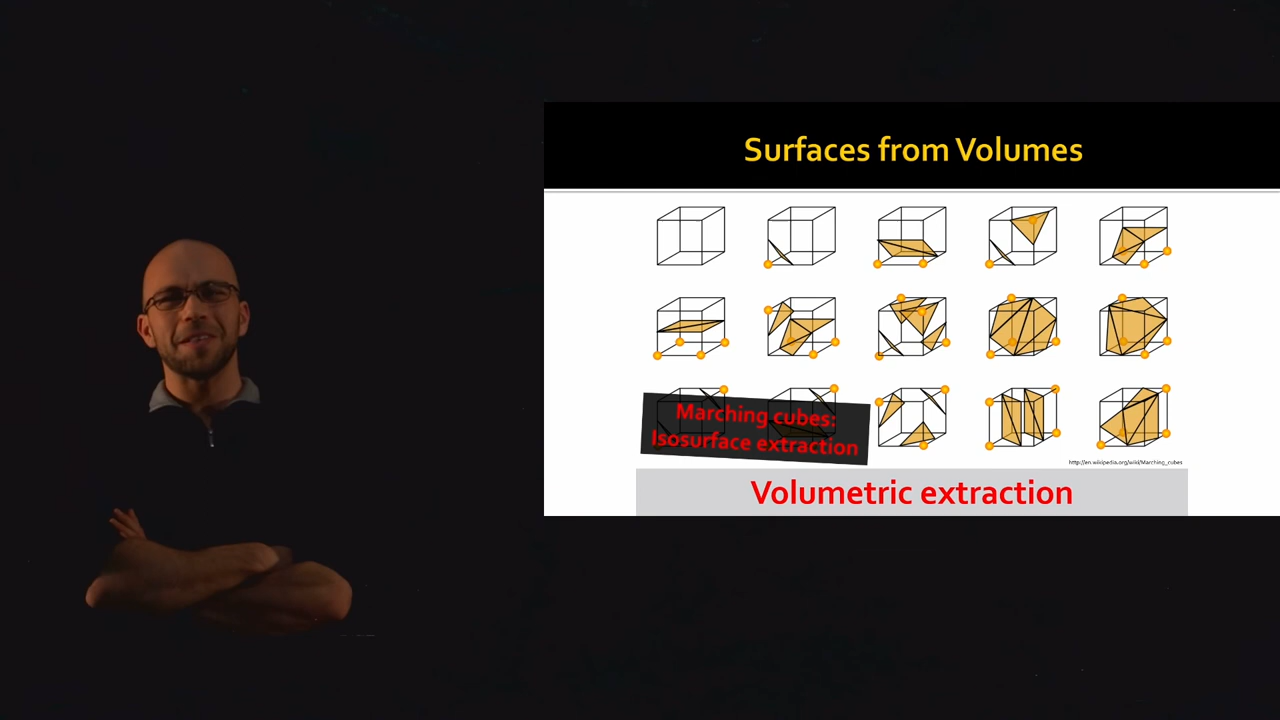 Surfaces from Volumes
Marching cubes:
Isosurface extraction
http://en.wikipedia.org/wiki/Marching_cubes
Volumetric extraction